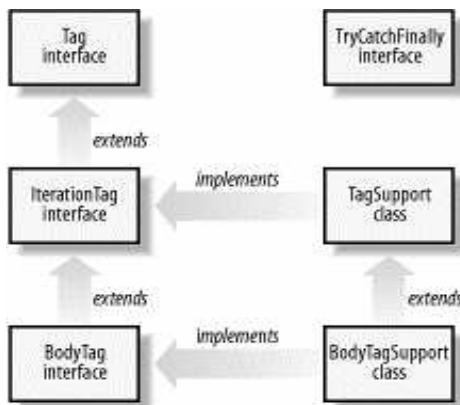 Tag
interface
TryCatchFinally
interface
extends
IterationTag
interface
implements
TagSupport
class
extends
extends
BodyTag
interface
implements
BodyTagSupport
class